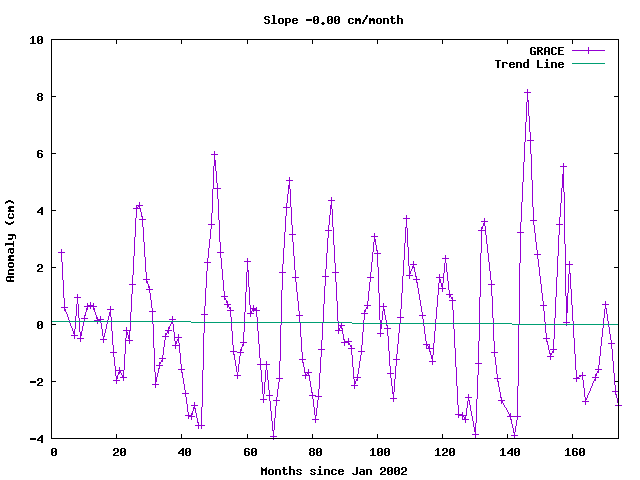 Slope -0.00 cm/month
GRACE
Trend Line
10
8
6
4
2
0
-2
-4
Anomaly (cm)
0 20 40 60 80 100 120 140 160
Months since Jan 2002